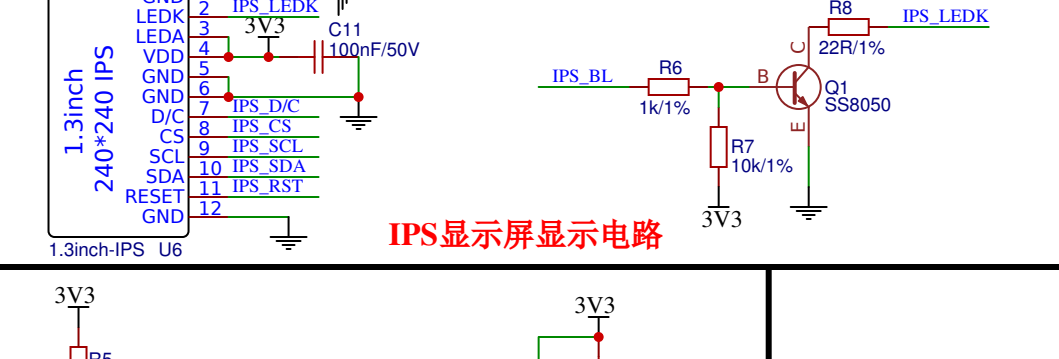 GND
LEDK 2 IPS_LEDK
LEDA 3 3V3
VDD 4
C11
100nF/50V
GND 5
GND 6
D/C 7 IPS_D/C
CS 8 IPS_CS
SCL 9 IPS_SCL
SDA 10 IPS_SDA
RESET 11 IPS_RST
GND 12
1.3inch
240*240 IPS
1.3inch-IPS U6
R8
IPS_LEDK
22R/1%
IPS_BL
R6
1k/1%
B
C
E
Q1
SS8050
R7
10k/1%
3V3
IPS显示屏显示电路
3V3
R5
3V3